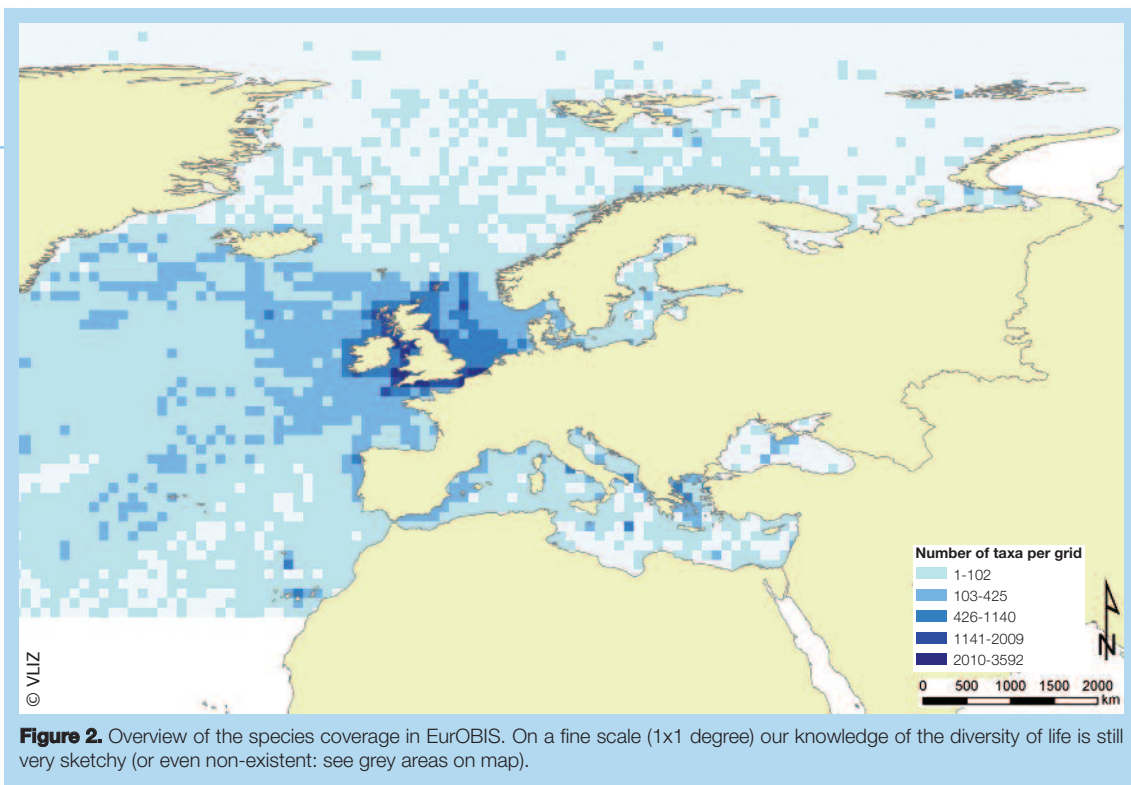 Number of taxa per grid
1-102
103-425
426-1140
1141-2009
2010-3592
N
0 500 1000 1500 2000
km
© VLIZ
Figure 2. Overview of the species coverage in EurOBIS. On a fine scale (1x1 degree) our knowledge of the diversity of life is still
very sketchy (or even non-existent: see grey areas on map).